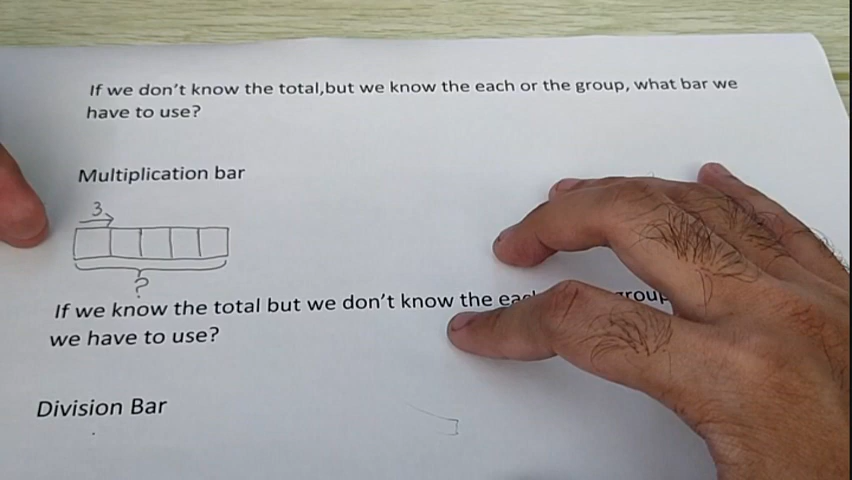 If we don't know the total,but we know the each or the group, what bar we
have to use?
Multiplication bar
3
?
If we know the total but we don't know the
we have to use?
Division Bar